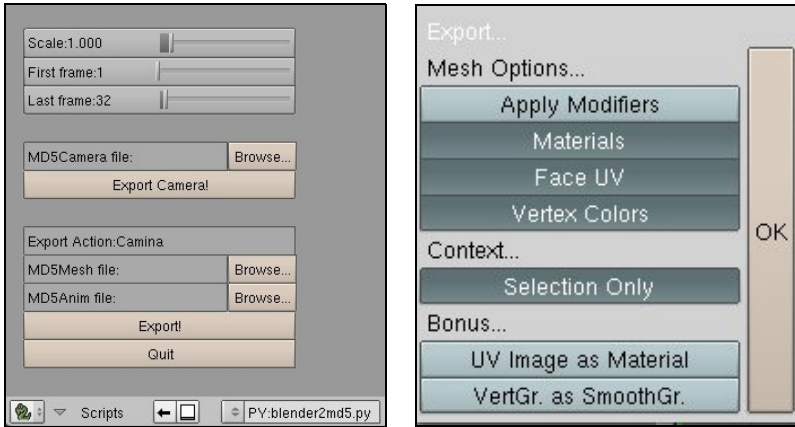 Scale:1.000
First frame:1
Last frame:32
MD5Camera file:
Browse...
Export Camera!
Export Action:Camina
MD5Mesh file:
Browse...
MD5Anim file:
Browse...
Export!
Quit
Scripts
PY:blender2md5.py
Export...
Mesh Options...
Apply Modifiers
Materials
Face UV
Vertex Colors
Context...
Selection Only
Bonus...
UV Image as Material
VertGr. as SmoothGr.
OK